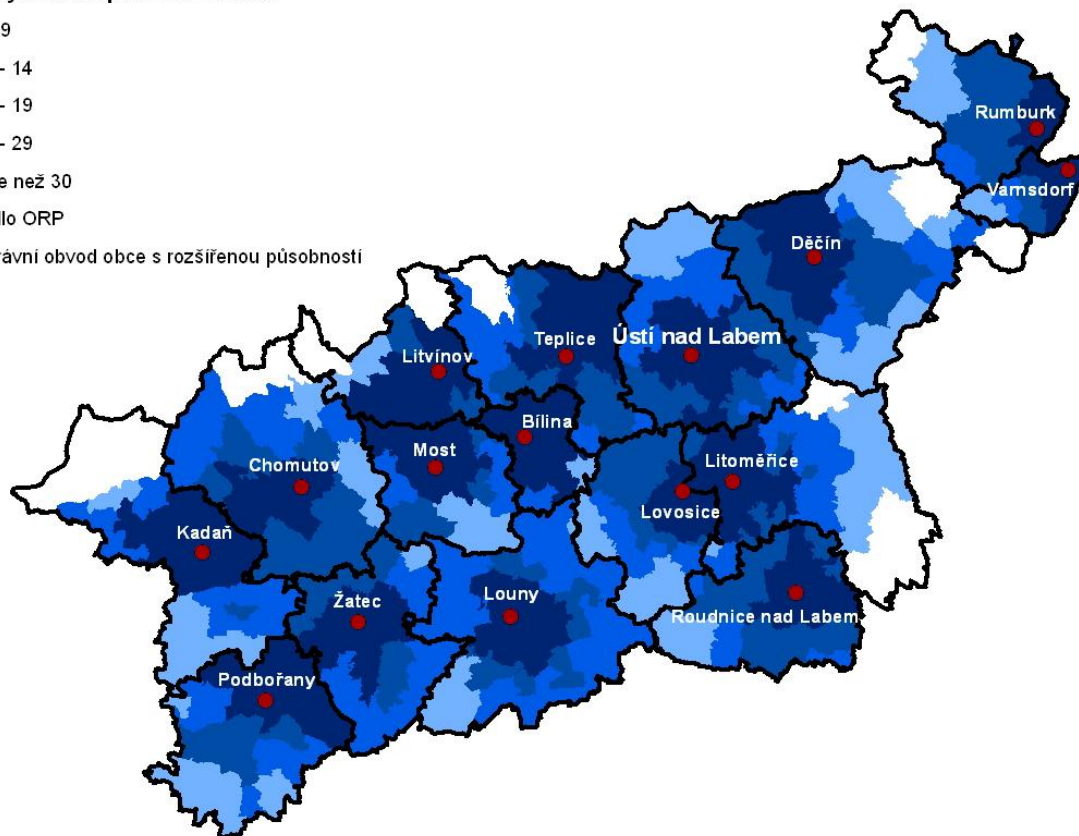 9
- 14
- 19
- 29
e než 30
lo ORP
rávní obvod obce s rozšířenou působností
Rumburk
Varnsdorf
Děčín
Ústí nad Labem
Teplice
Litvínov
Bílina
Most
Litoměřice
Chomutov
Lovosice
Kadaň
Louny
Žatec
Roudnice nad Labem
Podbořany